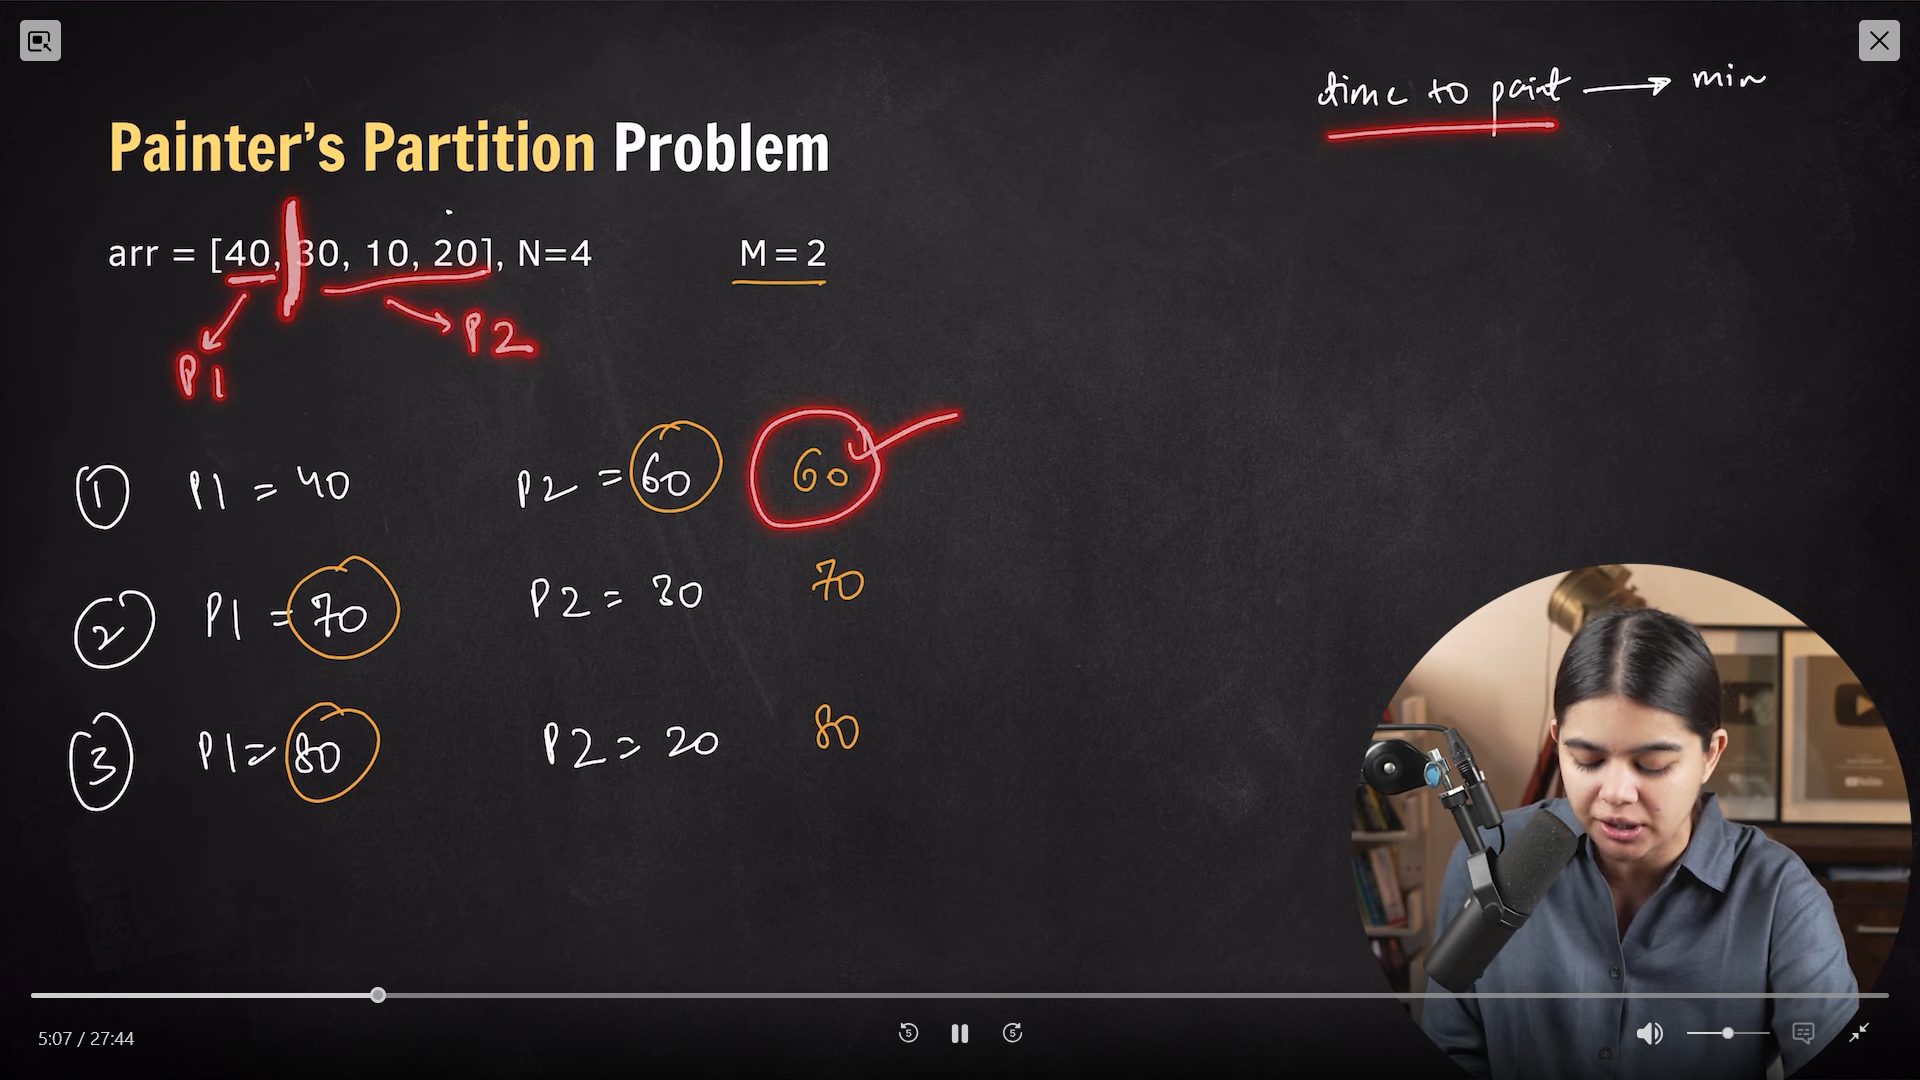 time to paint → min
Painter's Partition Problem
arr = [40, 30, 10, 20], N=4 M = 2
P1 P2
1 P1 = 40 P2 = 60 60
2 P1 = 70 P2 = 30 70
3 P1 = 80 P2 = 20 80
5:07 / 27:44
5 5